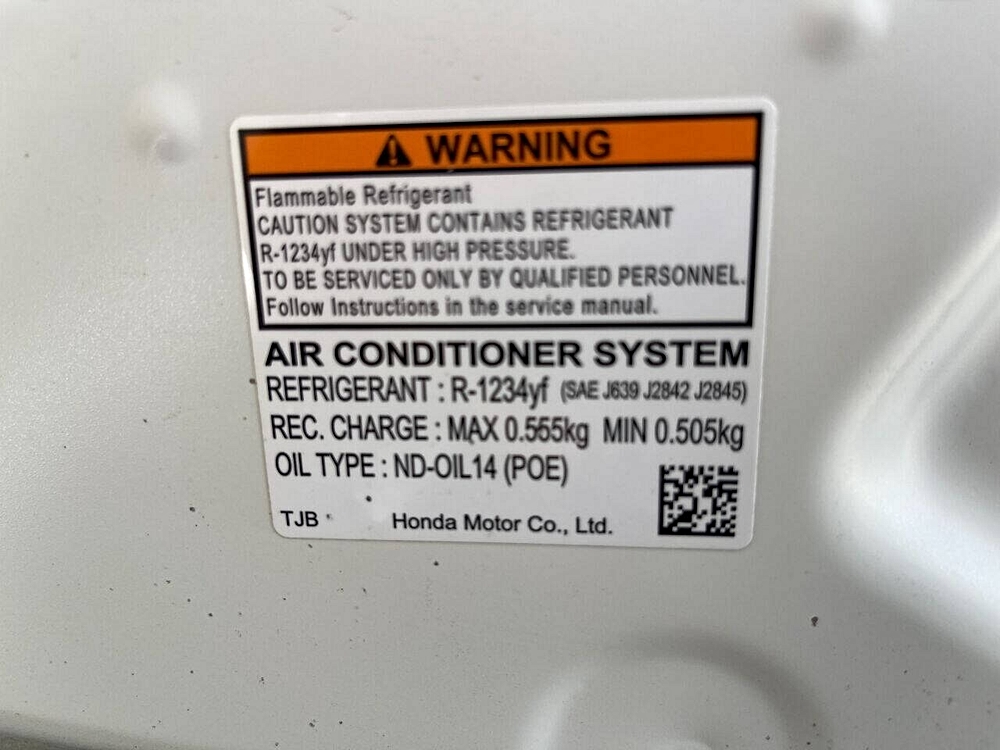 WARNING
Flammable Refrigerant
CAUTION SYSTEM CONTAINS REFRIGERANT
R-1234yf UNDER HIGH PRESSURE.
TO BE SERVICED ONLY BY QUALIFIED PERSONNEL.
Follow Instructions in the service manual.
AIR CONDITIONER SYSTEM
REFRIGERANT : R-1234yf (SAE J639 J2842 J2845)
REC. CHARGE : MAX 0.555kg MIN 0.505kg
OIL TYPE : ND-OIL14 (POE)
TJB Honda Motor Co., Ltd.